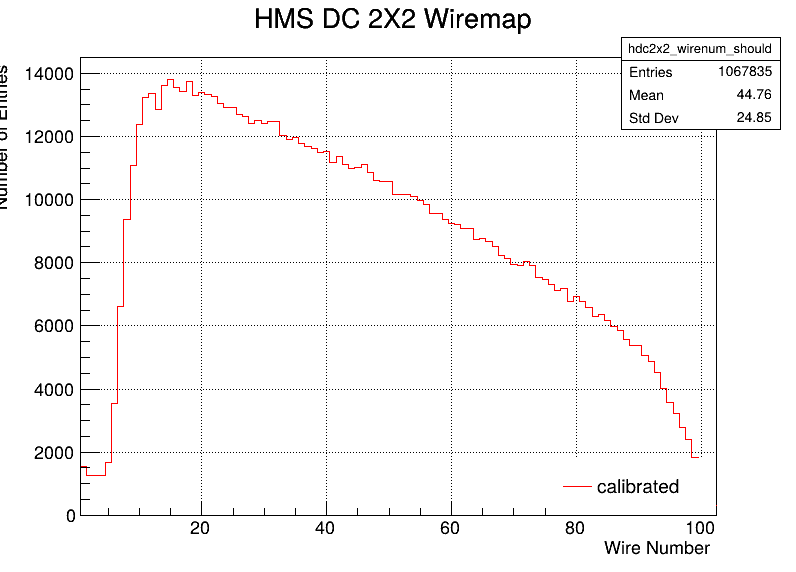 HMS DC 2X2 Wiremap
hdc2x2_wirenum_should
Entries 1067835
Mean 44.76
Std Dev 24.85
Number of Entries
14000
12000
10000
8000
6000
4000
2000
0
calibrated
20 40 60 80 100
Wire Number